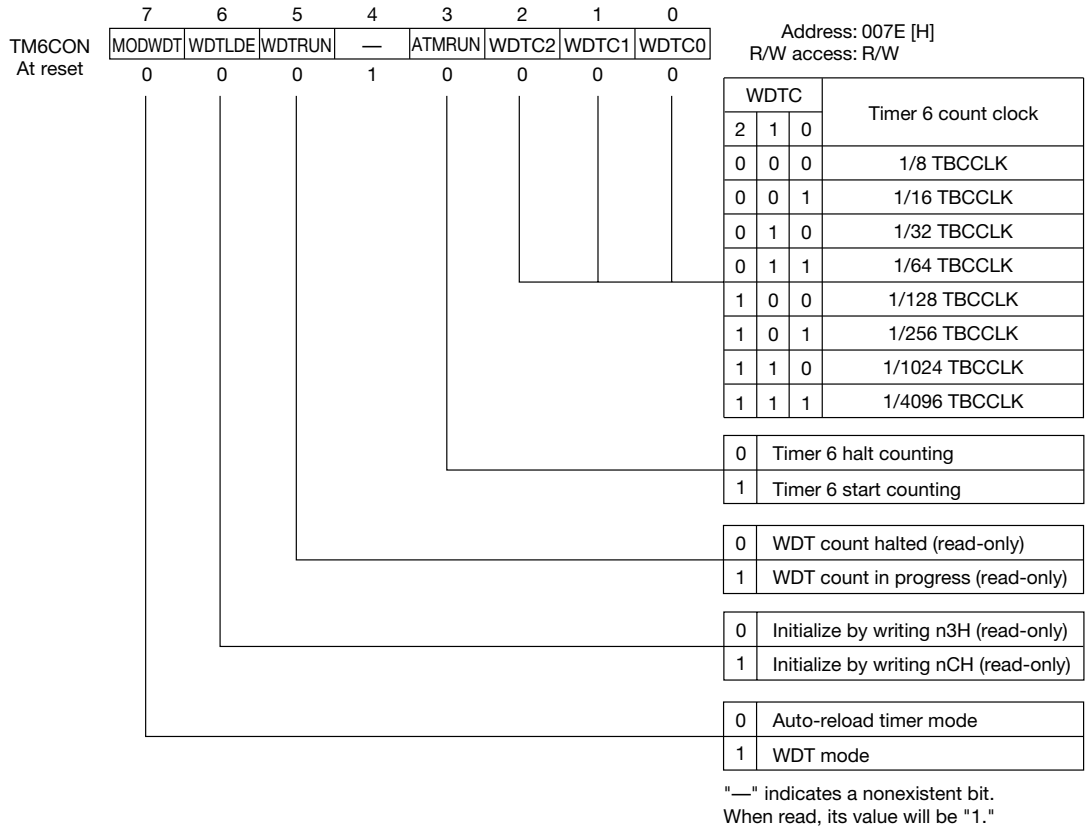 7 6 5 4 3 2 1 0
TM6CON MODWDT WDTLDE WDTRUN — ATMRUN WDTC2 WDTC1 WDTC0
At reset 0 0 0 1 0 0 0 0
Address: 007E [H]
R/W access: R/W
WDTC Timer 6 count clock
2 1 0
0 0 0 1/8 TBCCLK
0 0 1 1/16 TBCCLK
0 1 0 1/32 TBCCLK
0 1 1 1/64 TBCCLK
1 0 0 1/128 TBCCLK
1 0 1 1/256 TBCCLK
1 1 0 1/1024 TBCCLK
1 1 1 1/4096 TBCCLK
0 Timer 6 halt counting
1 Timer 6 start counting
0 WDT count halted (read-only)
1 WDT count in progress (read-only)
0 Initialize by writing n3H (read-only)
1 Initialize by writing nCH (read-only)
0 Auto-reload timer mode
1 WDT mode
"—" indicates a nonexistent bit.
When read, its value will be "1."